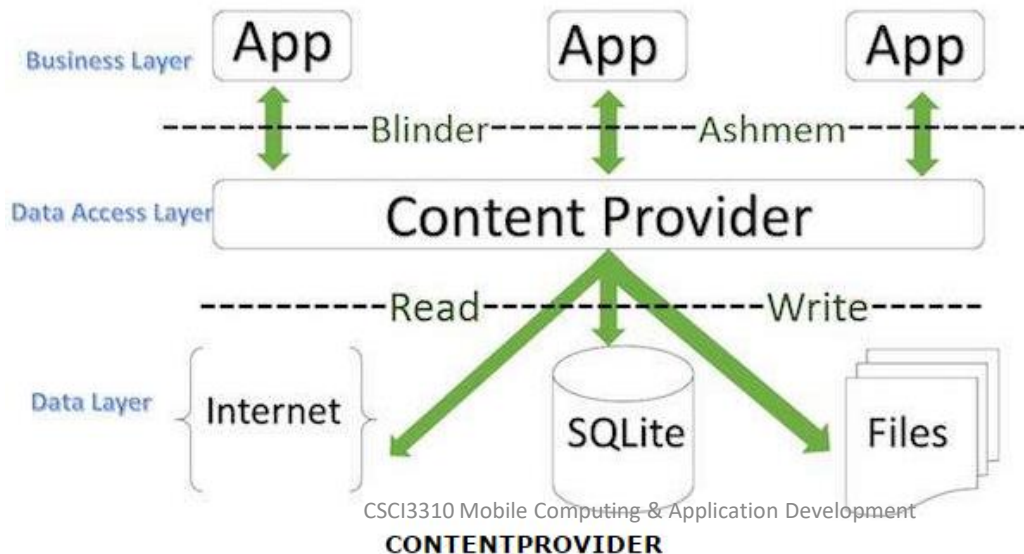 Business Layer App App App
Blinder Ashmem
Data Access Layer Content Provider
Read Write
Data Layer Internet SQLite Files
CSCI3310 Mobile Computing & Application Development
CONTENTPROVIDER